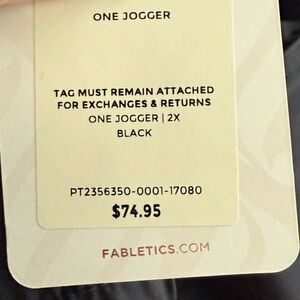 ONE JOGGER
TAG MUST REMAIN ATTACHED
FOR EXCHANGES & RETURNS
ONE JOGGER | 2X
BLACK
PT2356350-0001-17080
$74.95
FABLETICS.COM